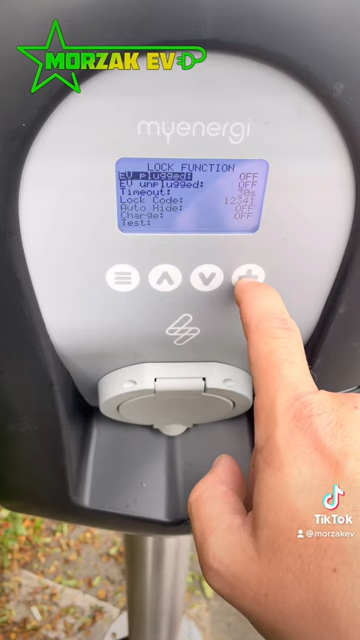 MORZAK EV
myenergi
LOCK FUNCTION
EV plugged: OFF
EV unplugged: OFF
Timeout: 30s
Lock Code: 12341
Auto Hide: OFF
Charge: OFF
Test:
TikTok
@morzakev